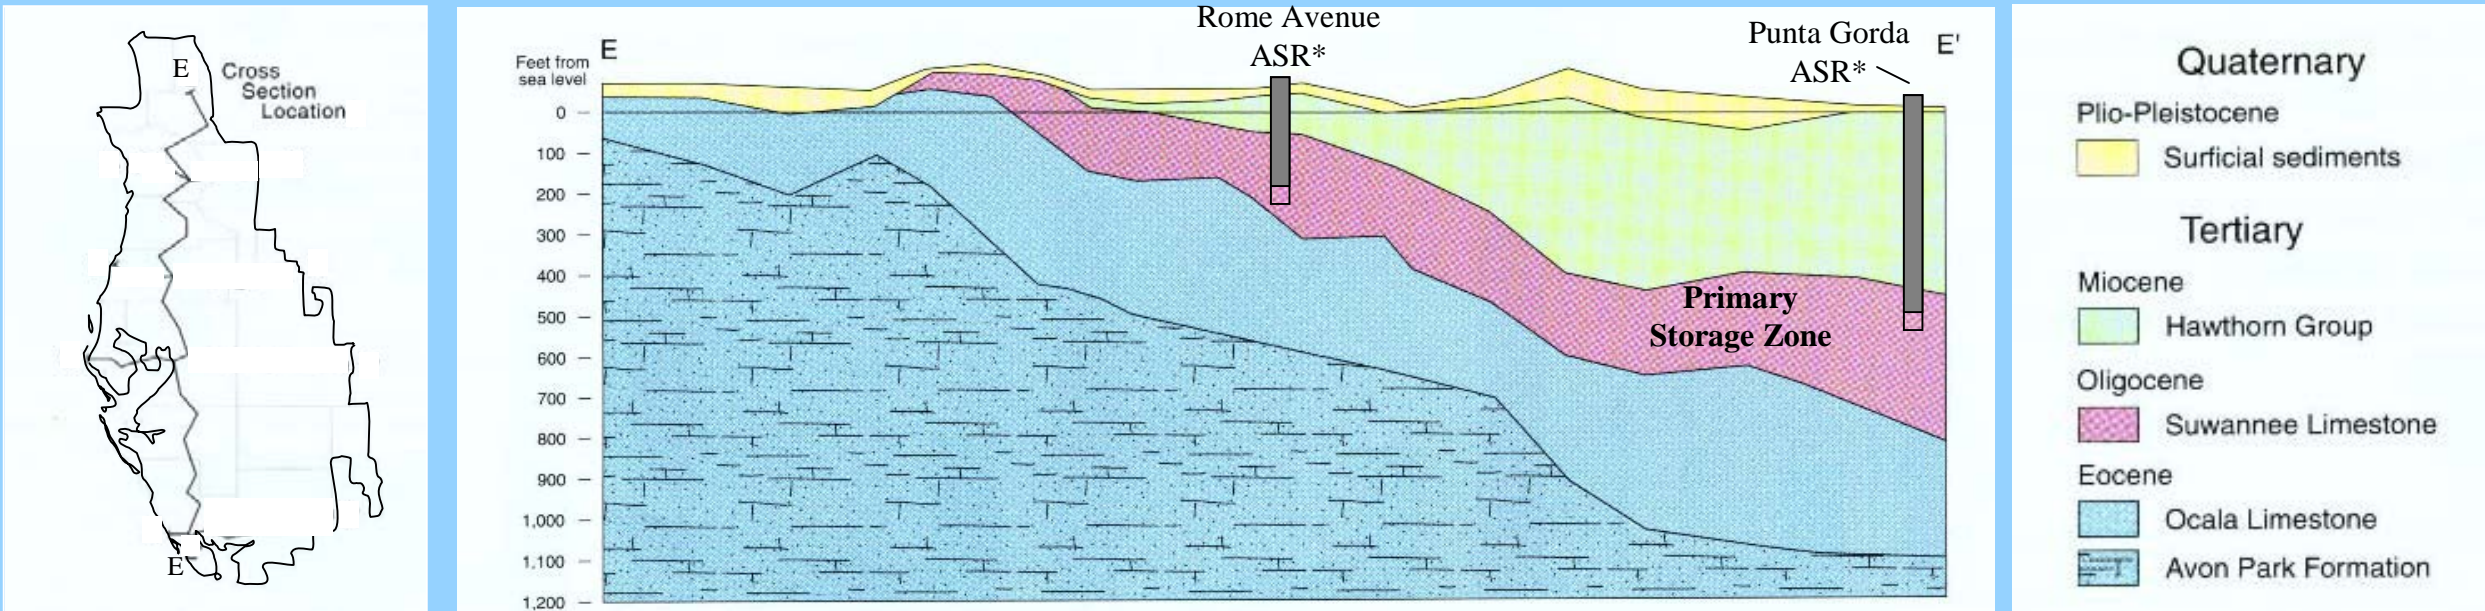 E
Cross
Section
Location
E
Rome Avenue
ASR*
Punta Gorda
ASR*
E
E'
Feet from
sea level
0
100
200
300
400
500
600
700
800
900
1,000
1,100
1,200
Primary
Storage Zone
Quaternary
Plio-Pleistocene
Surficial sediments
Tertiary
Miocene
Hawthorn Group
Oligocene
Suwannee Limestone
Eocene
Ocala Limestone
Avon Park Formation